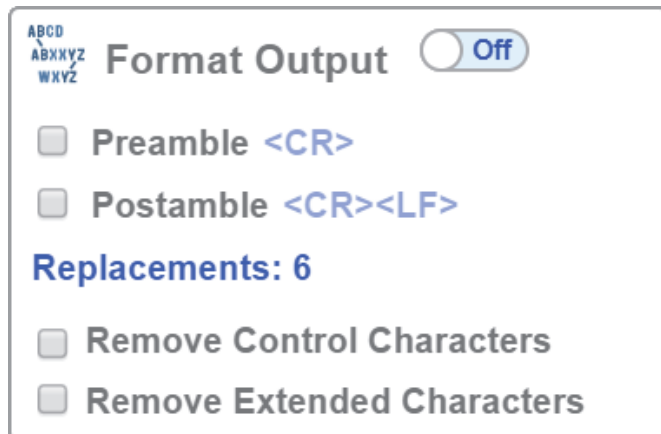 ABCD
ABXXYZ
WXYZ
Format Output Off
Preamble <CR>
Postamble <CR><LF>
Replacements: 6
Remove Control Characters
Remove Extended Characters